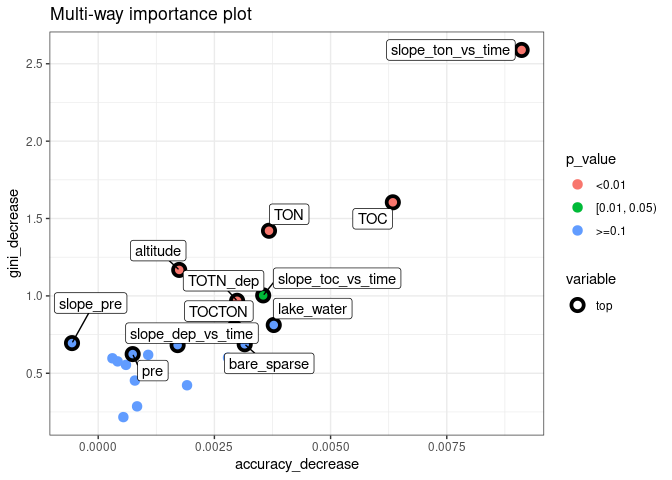 Multi-way importance plot
slope_ton_vs_time
2.5
2.0
p_value
<0.01
TON
TOC
[0.01, 0.05)
1.5
>=0.1
gini_decrease
altitude
TOTN_dep
slope_toc_vs_time
variable
1.0
slope_pre
TOCTON
lake_water
top
slope_dep_vs_time
bare_sparse
pre
0.5
0.0000
0.0025
0.0050
0.0075
accuracy_decrease